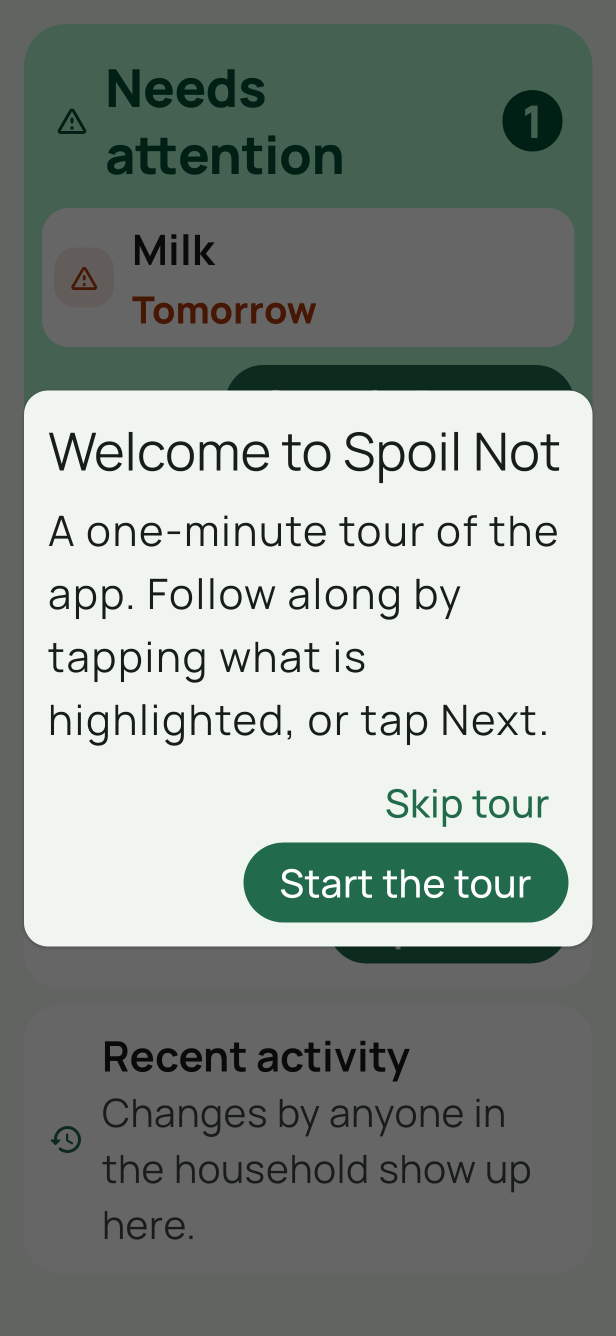 Needs
attention
1
Milk
Tomorrow
Welcome to Spoil Not
A one-minute tour of the
app. Follow along by
tapping what is
highlighted, or tap Next.
Skip tour
Start the tour
Recent activity
Changes by anyone in
the household show up
here.